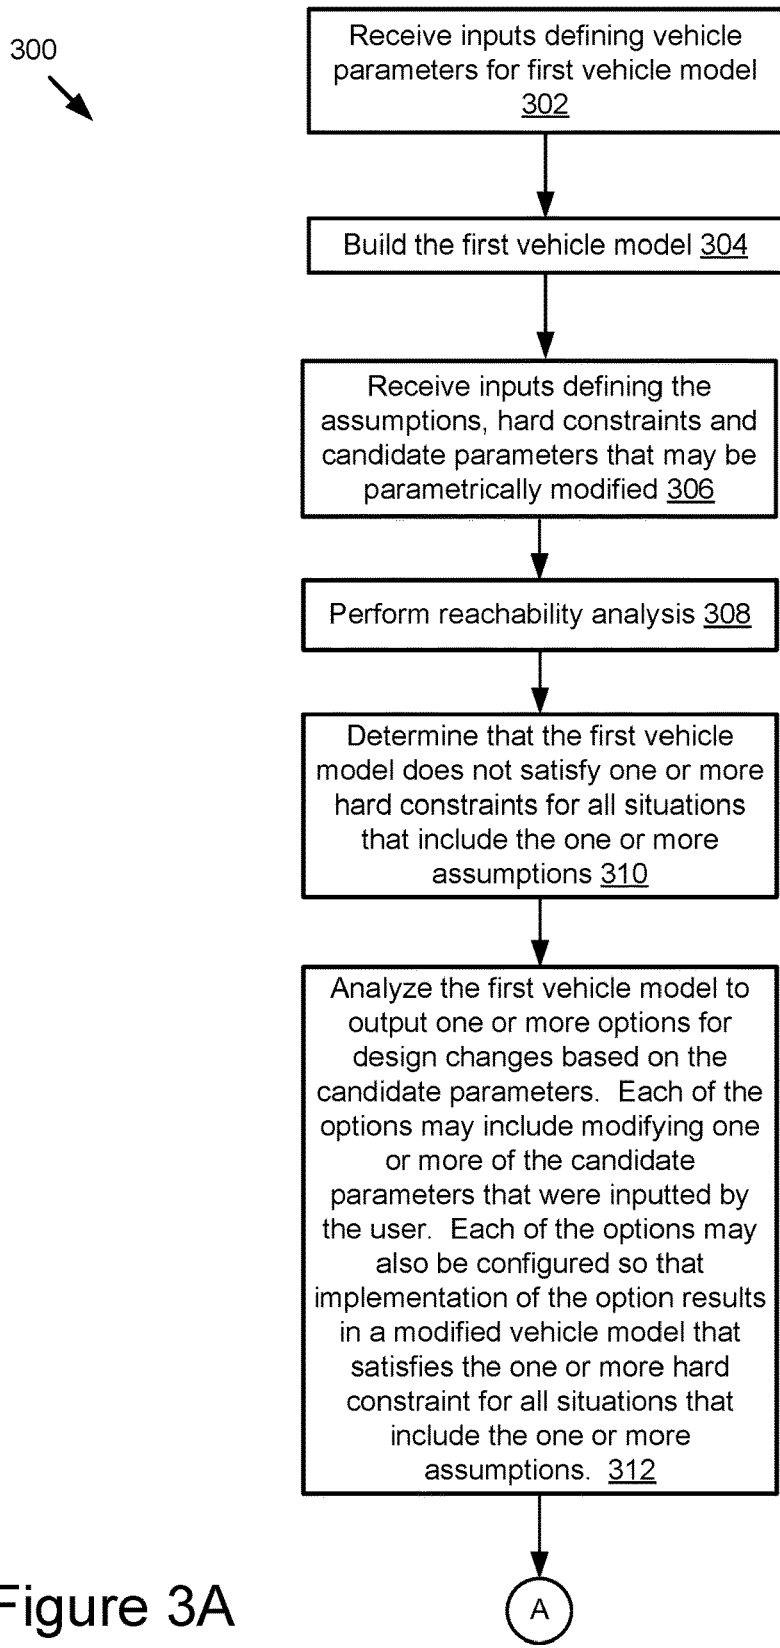 300
Receive inputs defining vehicle
parameters for first vehicle model
302
Build the first vehicle model 304
Receive inputs defining the
assumptions, hard constraints and
candidate parameters that may be
parametrically modified 306
Perform reachability analysis 308
Determine that the first vehicle
model does not satisfy one or more
hard constraints for all situations
that include the one or more
assumptions 310
Analyze the first vehicle model to
output one or more options for
design changes based on the
candidate parameters.  Each of the
options may include modifying one
or more of the candidate
parameters that were inputted by
the user.  Each of the options may
also be configured so that
implementation of the option results
in a modified vehicle model that
satisfies the one or more hard
constraint for all situations that
include the one or more
assumptions.  312
A
Figure 3A